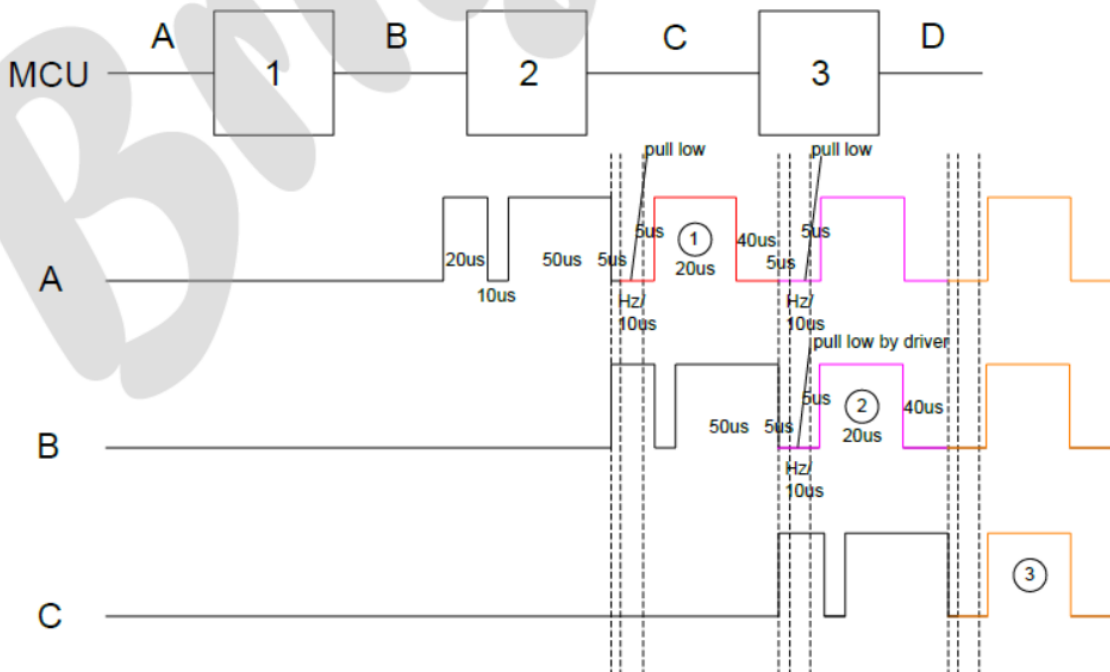 A B C D
MCU 1 2 3
pull low pull low
A 20us 10us 50us 5us 5us 1 20us 40us 5us 5us
Hz/ Hz/
10us 10us
pull low by driver
B 50us 5us 5us 2 20us 40us
Hz/
10us
C 3